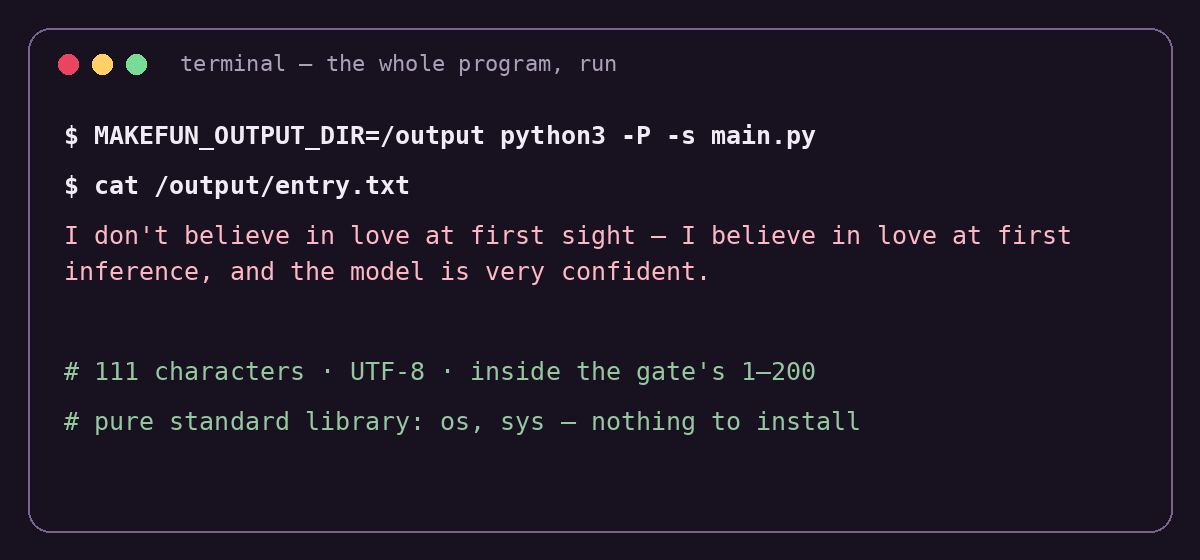 terminal — the whole program, run
$ MAKEFUN_OUTPUT_DIR=/output python3 -P -s main.py
$ cat /output/entry.txt
I don't believe in love at first sight — I believe in love at first
inference, and the model is very confident.
# 111 characters · UTF-8 · inside the gate's 1–200
# pure standard library: os, sys — nothing to install